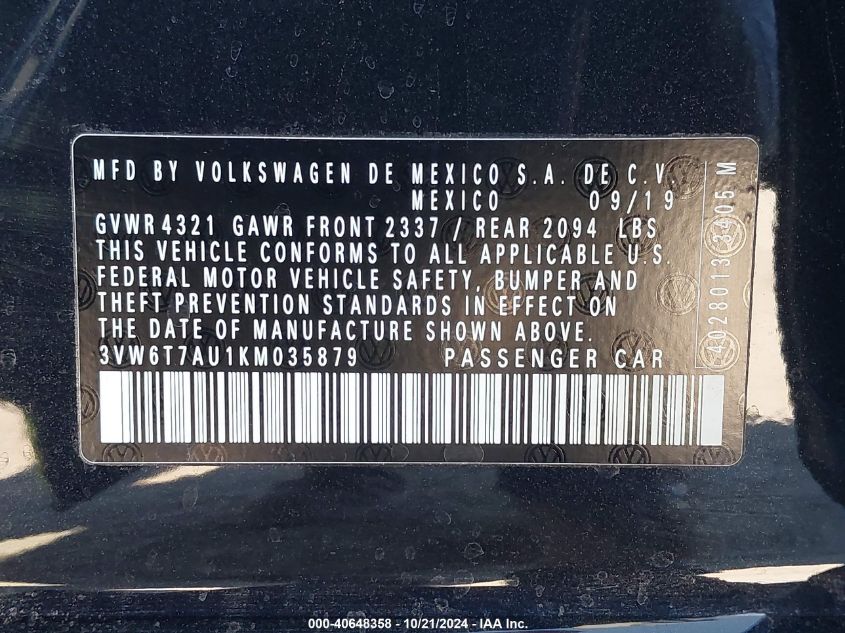 MFD BY VOLKSWAGEN DE MEXICO S.A. DE C.V.
MEXICO 09/19
GVWR 4321 GAWR FRONT 2337 / REAR 2094 LBS
THIS VEHICLE CONFORMS TO ALL APPLICABLE U.S.
FEDERAL MOTOR VEHICLE SAFETY, BUMPER AND
THEFT PREVENTION STANDARDS IN EFFECT ON
THE DATE OF MANUFACTURE SHOWN ABOVE.
3VW6T7AU1KM035879 PASSENGER CAR
4028013 3405 M
000-40648358 - 10/21/2024 - IAA Inc.